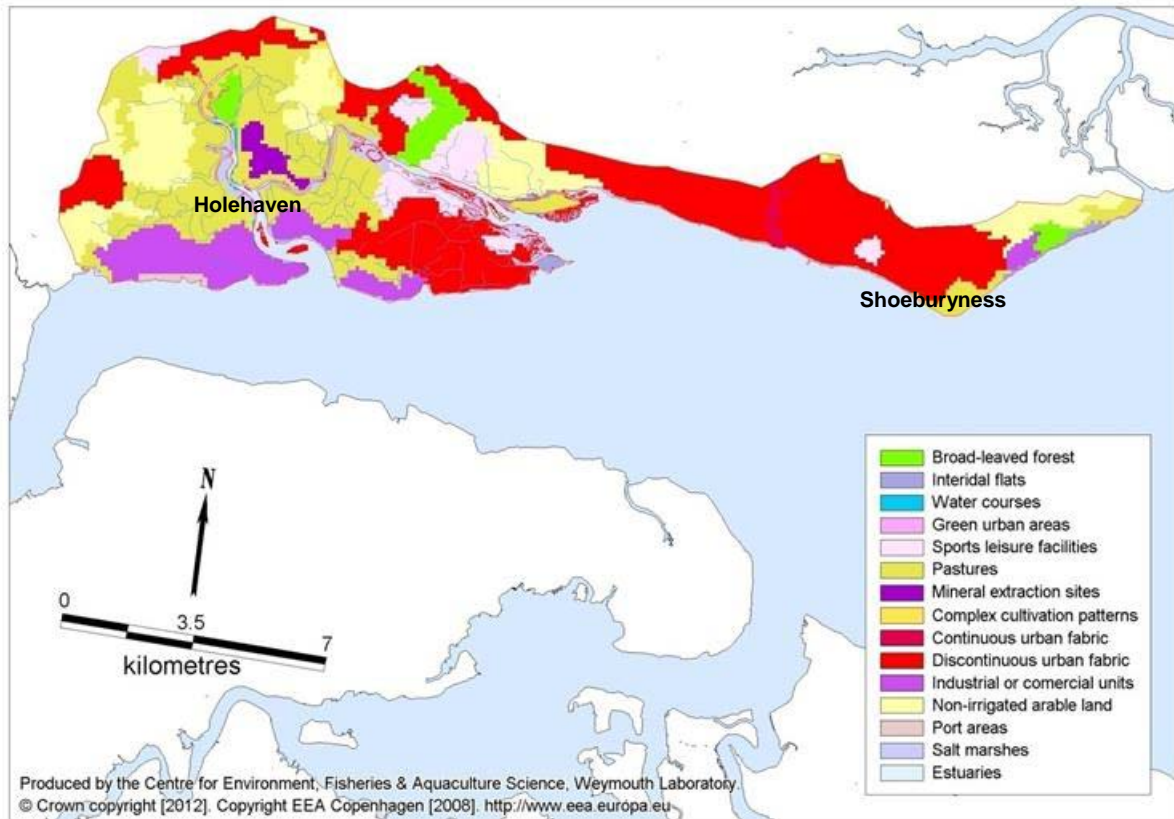 Holehaven
Shoeburyness
N
0
3.5
7
kilometres
Broad-leaved forest
Interidal flats
Water courses
Green urban areas
Sports leisure facilities
Pastures
Mineral extraction sites
Complex cultivation patterns
Continuous urban fabric
Discontinuous urban fabric
Industrial or comercial units
Non-irrigated arable land
Port areas
Salt marshes
Estuaries
Produced by the Centre for Environment, Fisheries & Aquaculture Science, Weymouth Laboratory.
© Crown copyright [2012]. Copyright EEA Copenhagen [2008]. http://www.eea.europa.eu